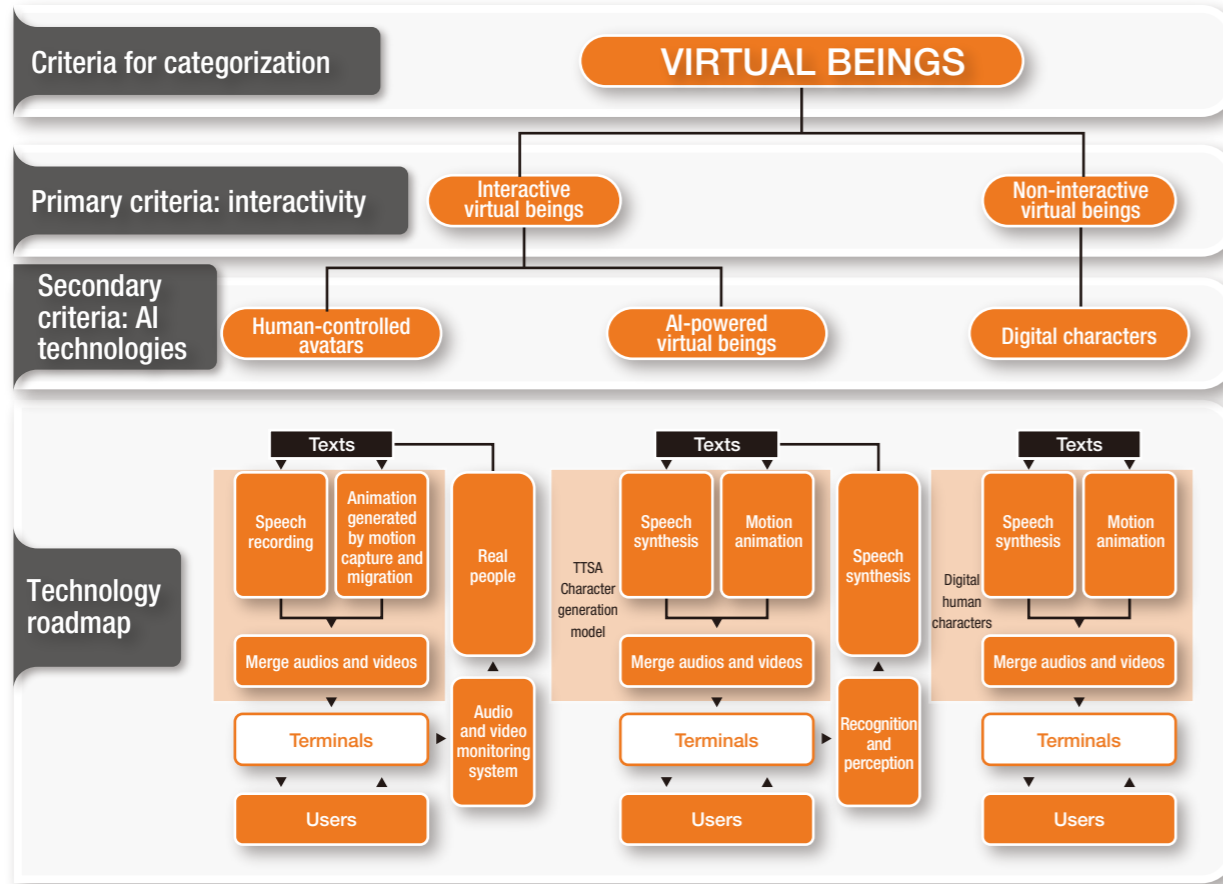 Criteria for categorization
VIRTUAL BEINGS
Primary criteria: interactivity
Interactive
virtual beings
Non-interactive
virtual beings
Secondary
criteria: AI
technologies
Human-controlled
avatars
AI-powered
virtual beings
Digital characters
Technology
roadmap
Texts
Speech
recording
Animation
generated
by motion
capture and
migration
Real
people
Merge audios and videos
Audio
and video
monitoring
system
Terminals
Users
Texts
TTSA
Character
generation
model
Speech
synthesis
Motion
animation
Speech
synthesis
Merge audios and videos
Recognition
and
perception
Terminals
Users
Texts
Digital
human
characters
Speech
synthesis
Motion
animation
Merge audios and videos
Terminals
Users